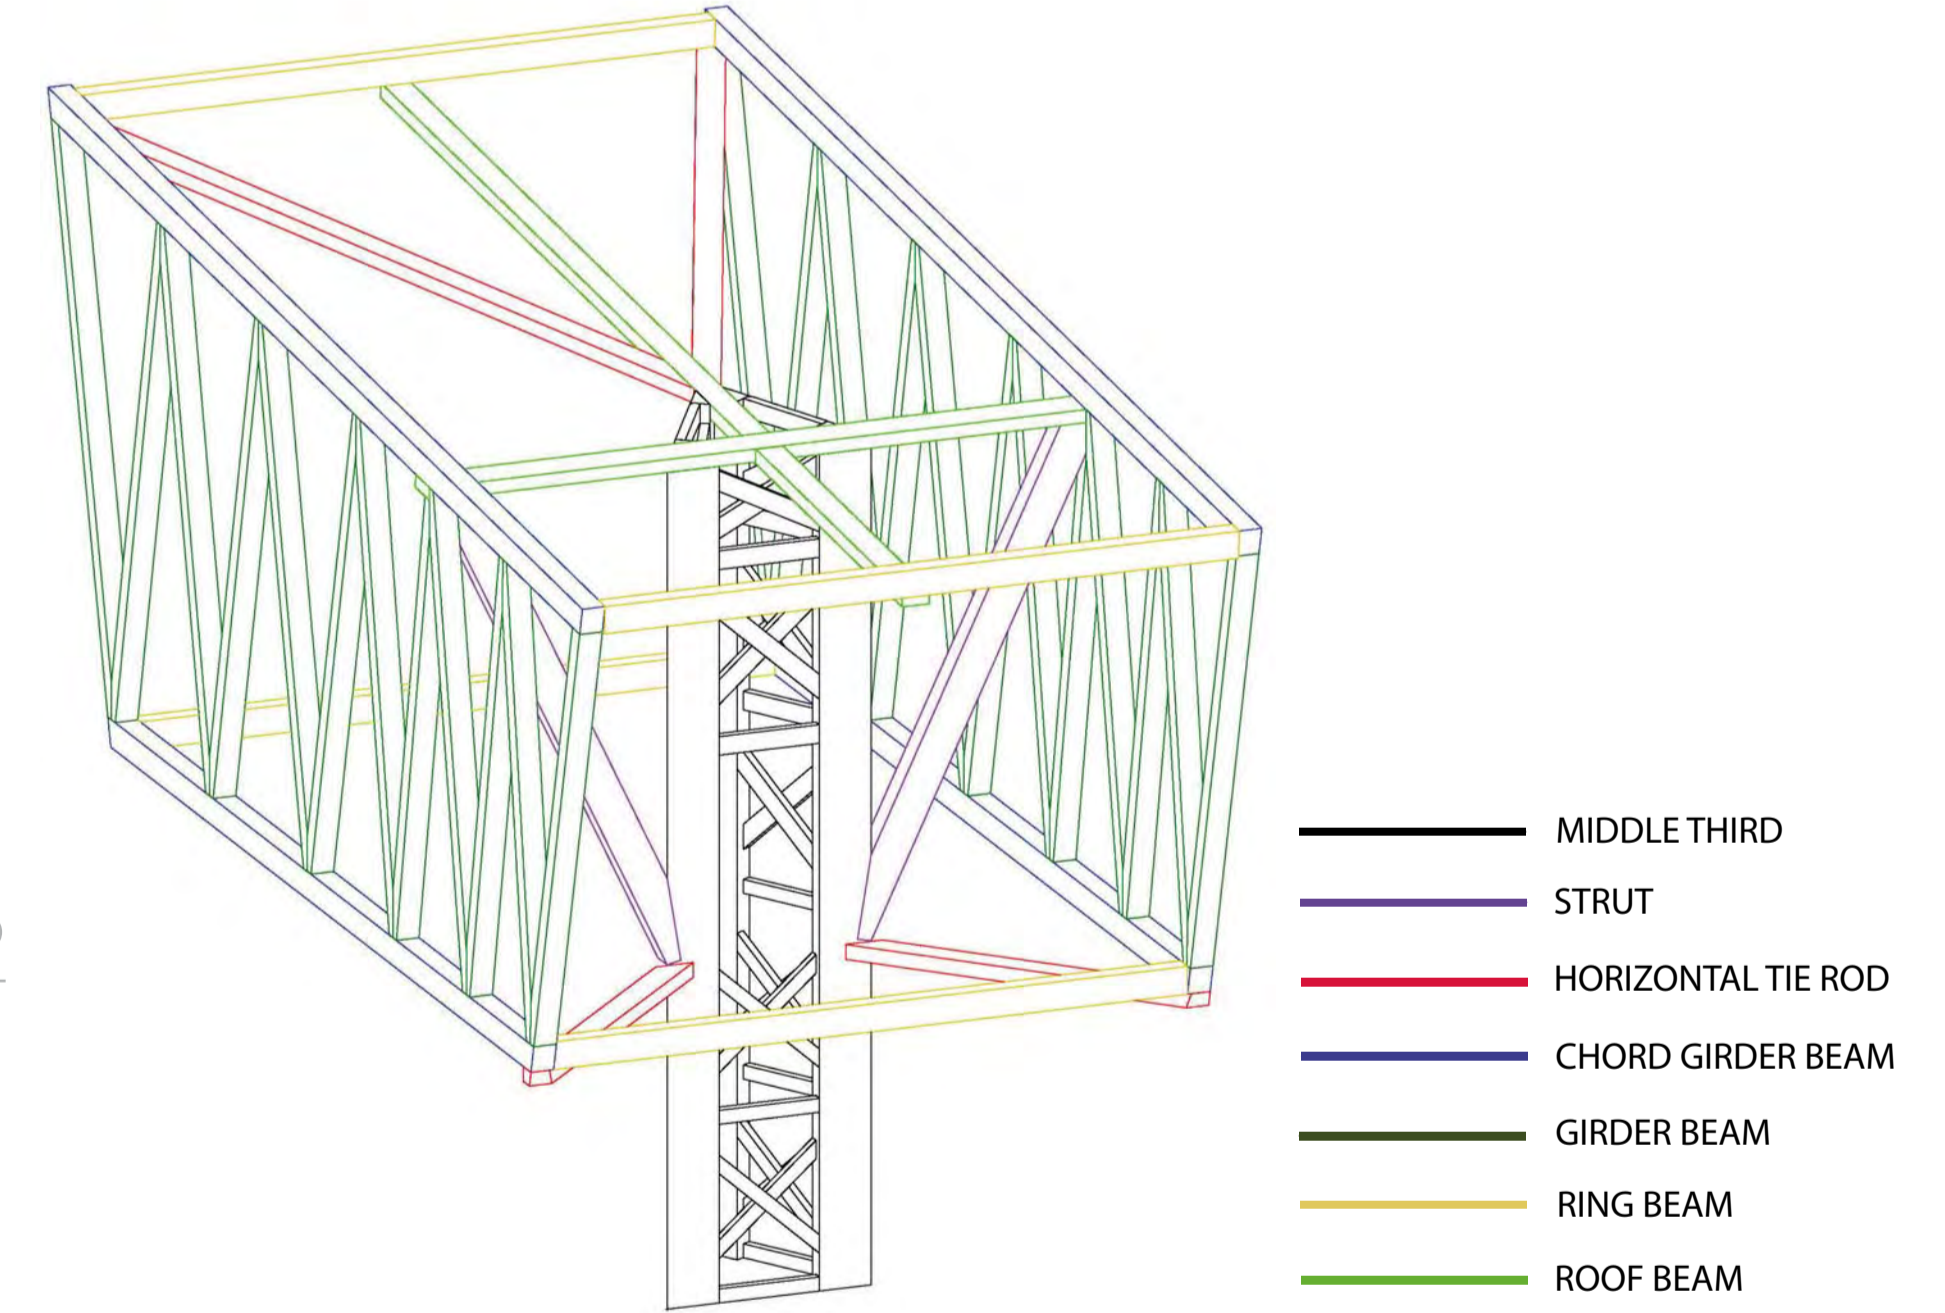 MIDDLE THIRD
STRUT
HORIZONTAL TIE ROD
CHORD GIRDER BEAM
GIRDER BEAM
RING BEAM
ROOF BEAM